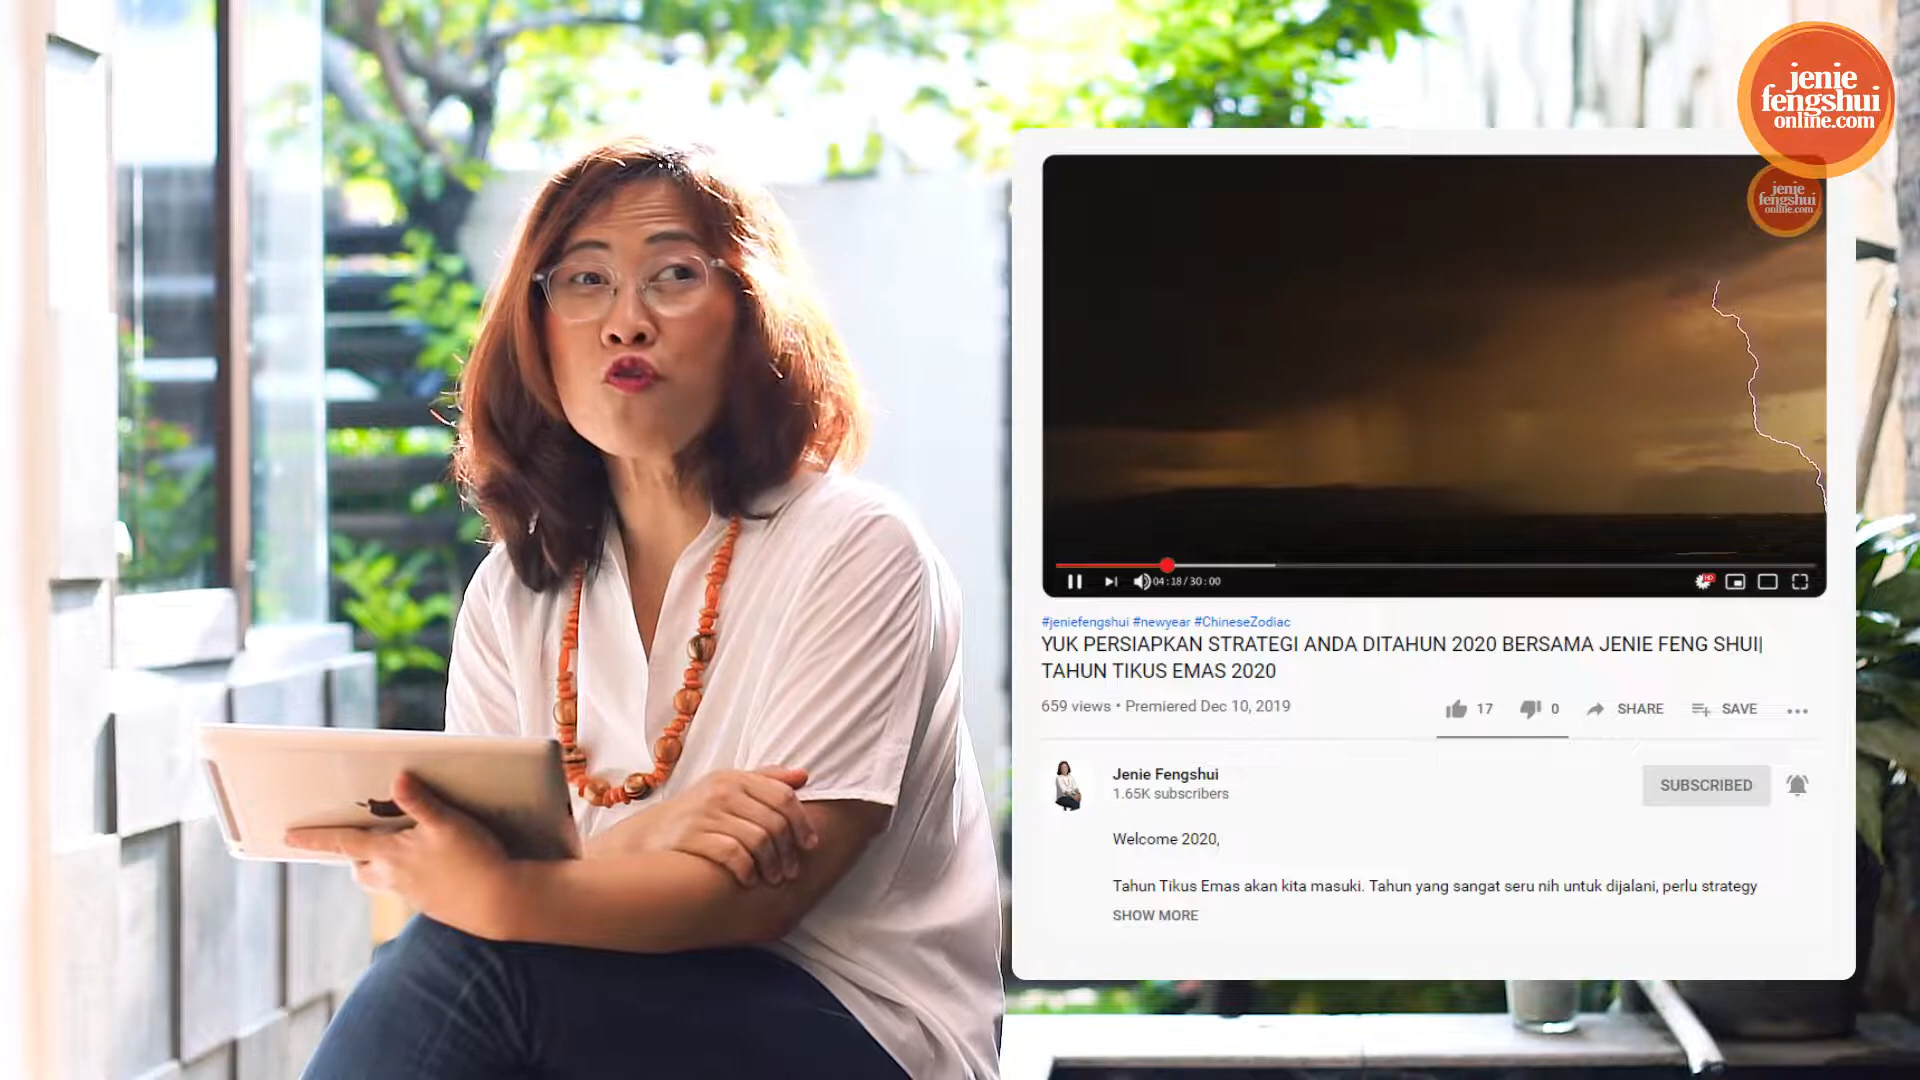 jenie
fengshui
online.com
jenie
fengshui
online.com
04:18 / 30:00
HD
#jeniefengshui #newyear #ChineseZodiac
YUK PERSIAPKAN STRATEGI ANDA DITAHUN 2020 BERSAMA JENIE FENG SHUI|
TAHUN TIKUS EMAS 2020
659 views • Premiered Dec 10, 2019
17
0
SHARE
SAVE
Jenie Fengshui
1.65K subscribers
SUBSCRIBED
Welcome 2020,
Tahun Tikus Emas akan kita masuki. Tahun yang sangat seru nih untuk dijalani, perlu strategy
SHOW MORE